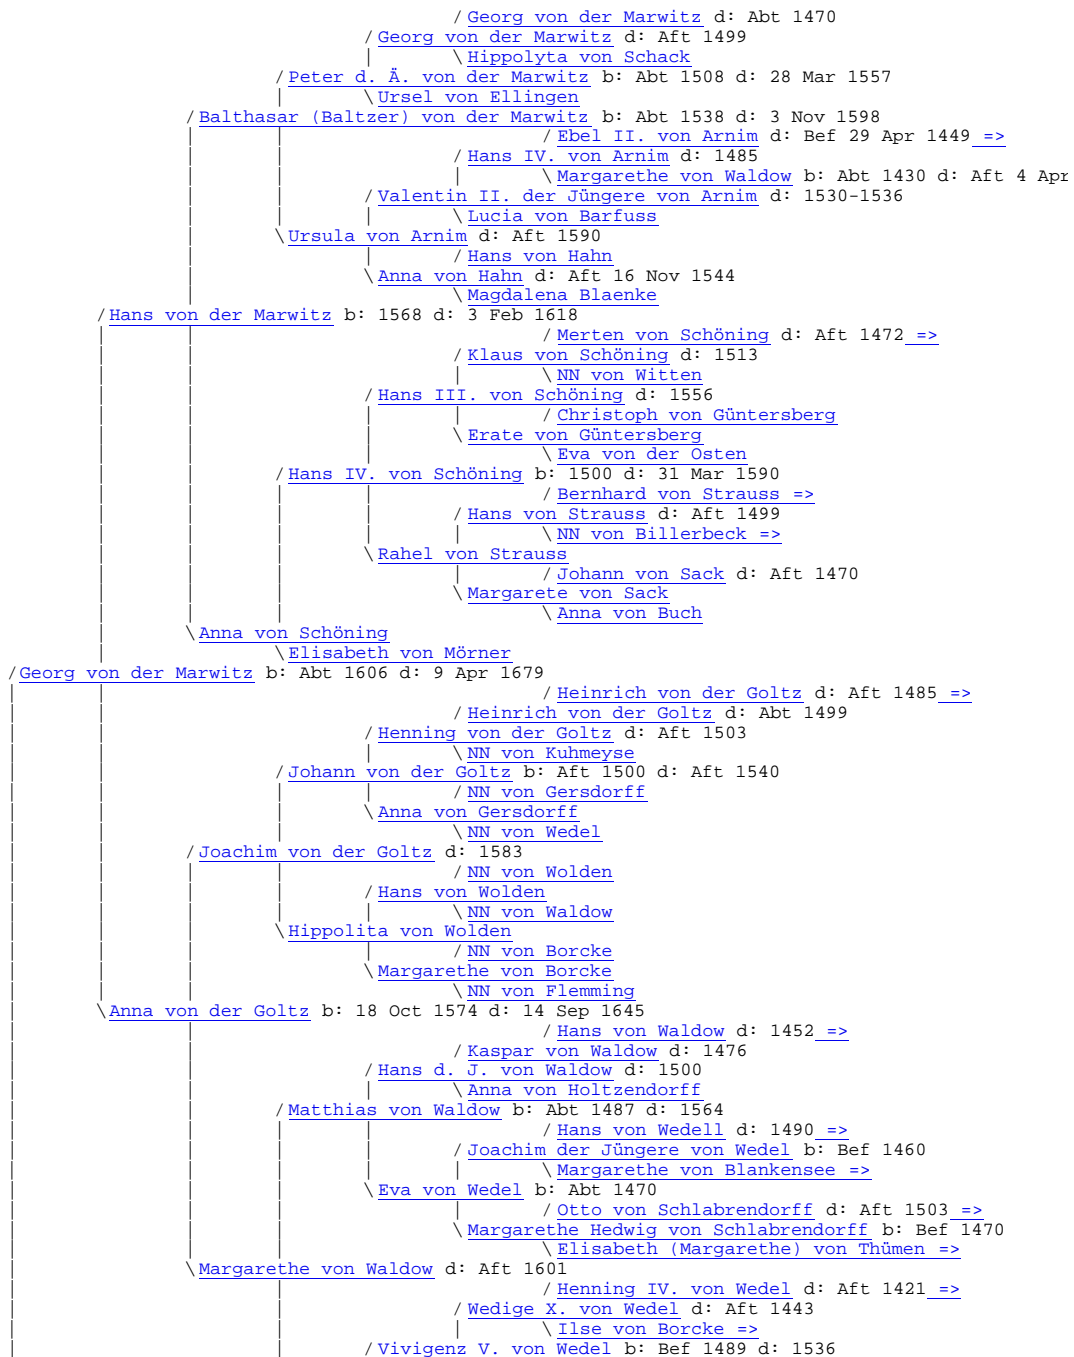 / Georg von der Marwitz d: Abt 1470
/ Georg von der Marwitz d: Aft 1499
| \ Hippolyta von Schack
/ Peter d. Ä. von der Marwitz b: Abt 1508 d: 28 Mar 1557
| \ Ursel von Ellingen
/ Balthasar (Baltzer) von der Marwitz b: Abt 1538 d: 3 Nov 1598
| | / Ebel II. von Arnim d: Bef 29 Apr 1449 =>
| | / Hans IV. von Arnim d: 1485
| | | \ Margarethe von Waldow b: Abt 1430 d: Aft 4 Apr
| | / Valentin II. der Jüngere von Arnim d: 1530-1536
| | | \ Lucia von Barfuss
| \ Ursula von Arnim d: Aft 1590
| | / Hans von Hahn
| \ Anna von Hahn d: Aft 16 Nov 1544
| \ Magdalena Blaenke
/ Hans von der Marwitz b: 1568 d: 3 Feb 1618
| | / Merten von Schöning d: Aft 1472 =>
| | / Klaus von Schöning d: 1513
| | | \ NN von Witten
| | / Hans III. von Schöning d: 1556
| | | | / Christoph von Güntersberg
| | | \ Erate von Güntersberg
| | | \ Eva von der Osten
| | / Hans IV. von Schöning b: 1500 d: 31 Mar 1590
| | | | / Bernhard von Strauss =>
| | | | / Hans von Strauss d: Aft 1499
| | | | | \ NN von Billerbeck =>
| | | \ Rahel von Strauss
| | | | / Johann von Sack d: Aft 1470
| | | \ Margarete von Sack
| | | \ Anna von Buch
| \ Anna von Schöning
| \ Elisabeth von Mörner
/ Georg von der Marwitz b: Abt 1606 d: 9 Apr 1679
| | / Heinrich von der Goltz d: Aft 1485 =>
| | / Heinrich von der Goltz d: Abt 1499
| | / Henning von der Goltz d: Aft 1503
| | | \ NN von Kuhmeyse
| | / Johann von der Goltz b: Aft 1500 d: Aft 1540
| | | | / NN von Gersdorff
| | | \ Anna von Gersdorff
| | | \ NN von Wedel
| | / Joachim von der Goltz d: 1583
| | | | / NN von Wolden
| | | | / Hans von Wolden
| | | | | \ NN von Waldow
| | | \ Hippolita von Wolden
| | | | / NN von Borcke
| | | \ Margarethe von Borcke
| | | \ NN von Flemming
| \ Anna von der Goltz b: 18 Oct 1574 d: 14 Sep 1645
| | / Hans von Waldow d: 1452 =>
| | / Kaspar von Waldow d: 1476
| | / Hans d. J. von Waldow d: 1500
| | | \ Anna von Holtzendorff
| | / Matthias von Waldow b: Abt 1487 d: 1564
| | | | / Hans von Wedell d: 1490 =>
| | | | / Joachim der Jüngere von Wedel b: Bef 1460
| | | | | \ Margarethe von Blankensee =>
| | | \ Eva von Wedel b: Abt 1470
| | | | / Otto von Schlabrendorff d: Aft 1503 =>
| | | \ Margarethe Hedwig von Schlabrendorff b: Bef 1470
| | | \ Elisabeth (Margarethe) von Thümen =>
| \ Margarethe von Waldow d: Aft 1601
| | / Henning IV. von Wedel d: Aft 1421 =>
| | / Wedige X. von Wedel d: Aft 1443
| | | \ Ilse von Borcke =>
| | / Vivigenz V. von Wedel b: Bef 1489 d: 1536